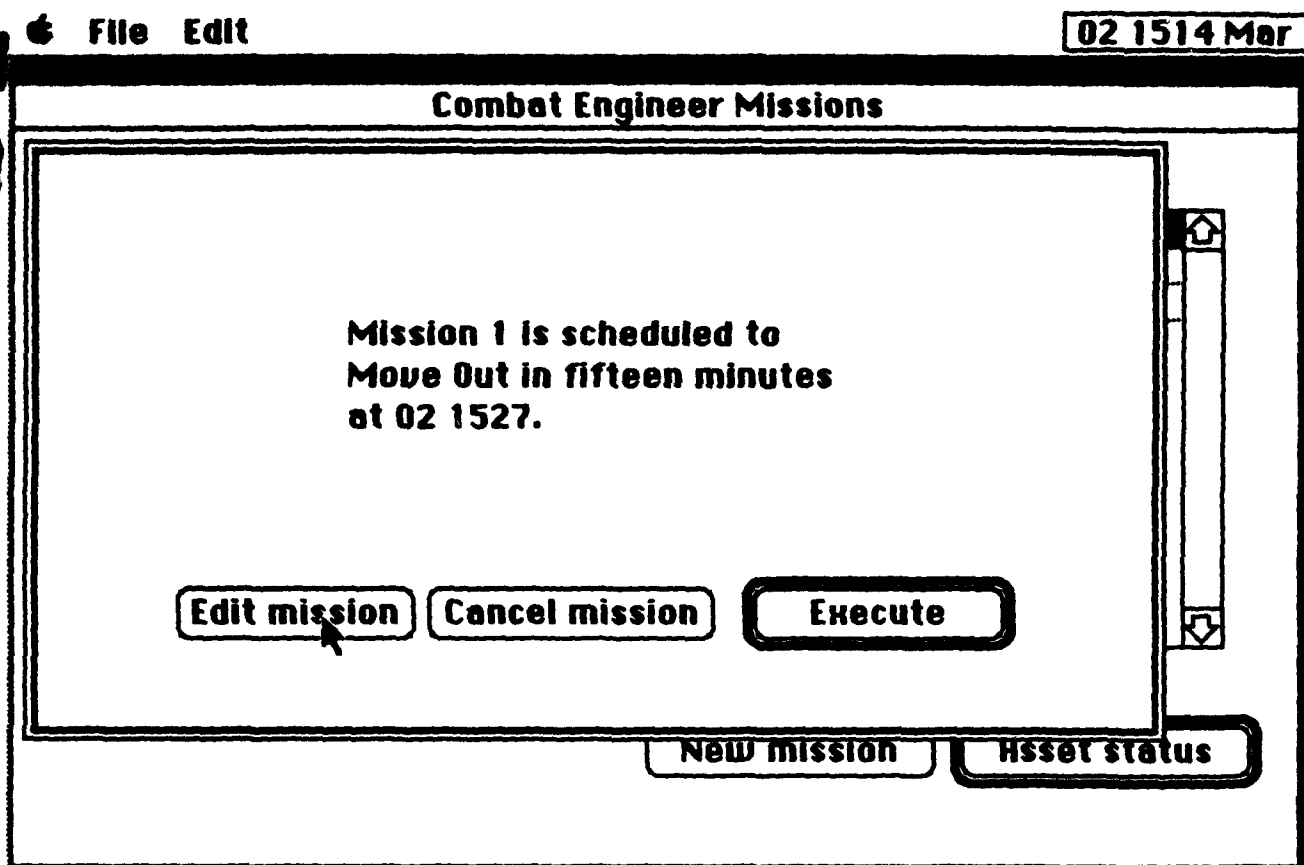 File Edit
02 1514 Mar
Combat Engineer Missions
Mission 1 is scheduled to
Move Out in fifteen minutes
at 02 1527.
Edit mission
Cancel mission
Execute
New mission
Asset status